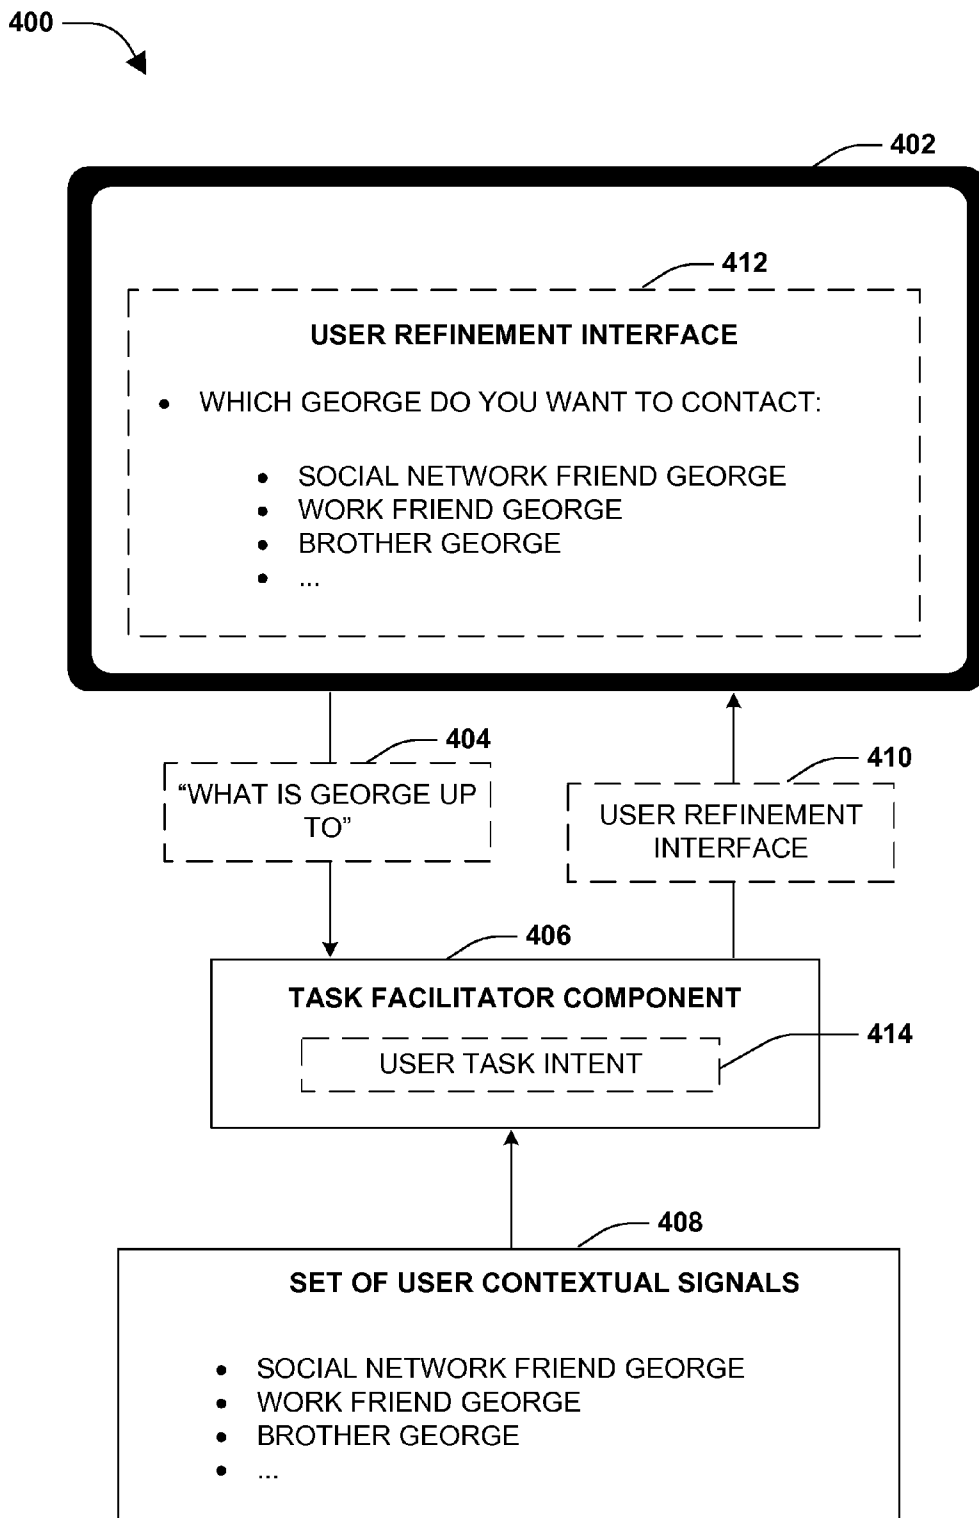 400
402
412
USER REFINEMENT INTERFACE
• WHICH GEORGE DO YOU WANT TO CONTACT:
• SOCIAL NETWORK FRIEND GEORGE
• WORK FRIEND GEORGE
• BROTHER GEORGE
• ...
404
“WHAT IS GEORGE UP
TO”
410
USER REFINEMENT
INTERFACE
406
TASK FACILITATOR COMPONENT
414
USER TASK INTENT
408
SET OF USER CONTEXTUAL SIGNALS
• SOCIAL NETWORK FRIEND GEORGE
• WORK FRIEND GEORGE
• BROTHER GEORGE
• ...